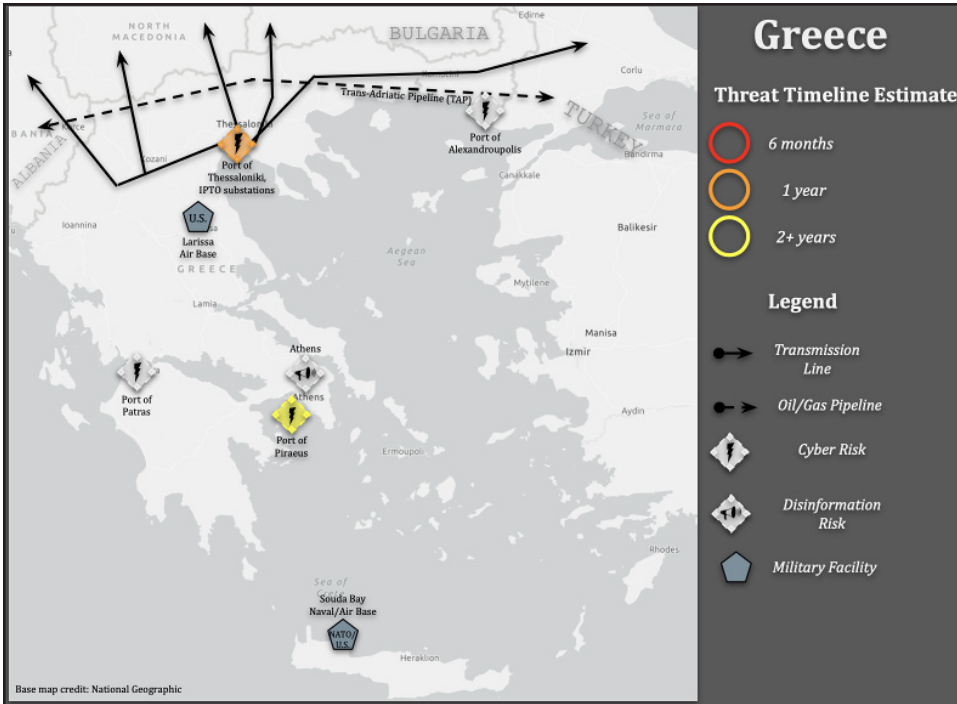 Greece
Threat Timeline Estimate
6 months
1 year
2+ years
Legend
Transmission
Line
Oil/Gas Pipeline
Cyber Risk
Disinformation
Risk
Military Facility
NORTH
MACEDONIA
BULGARIA
Edirne
Corlu
Sea of
Marmara
TURKEY
Bandirma
Canakkale
Trans-Adriatic Pipeline (TAP)
Port of
Alexandroupolis
ALBANIA
Kozani
Port of
Thessaloniki,
IPTO substations
U.S.
Larissa
Air Base
Ioannina
GREECE
Lamia
Aegean
Sea
Balikesir
Mytilene
Manisa
Izmir
Aydin
Athens
Athens
Port of
Patras
Port of
Piraeus
Ermoupoli
Rhodes
Sea of
Souda Bay
Naval/Air Base
NATO/
U.S.
Heraklion
Base map credit: National Geographic